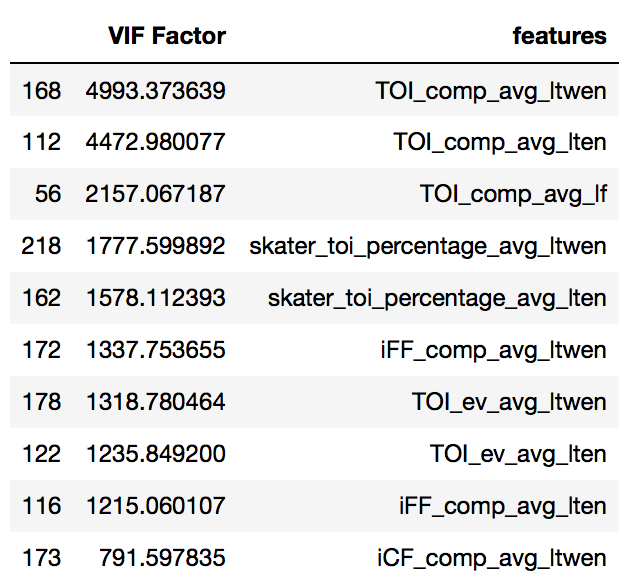 VIF Factor features
168 4993.373639 TOI_comp_avg_ltwen
112 4472.980077 TOI_comp_avg_lten
56 2157.067187 TOI_comp_avg_lf
218 1777.599892 skater_toi_percentage_avg_ltwen
162 1578.112393 skater_toi_percentage_avg_lten
172 1337.753655 iFF_comp_avg_ltwen
178 1318.780464 TOI_ev_avg_ltwen
122 1235.849200 TOI_ev_avg_lten
116 1215.060107 iFF_comp_avg_lten
173 791.597835 iCF_comp_avg_ltwen